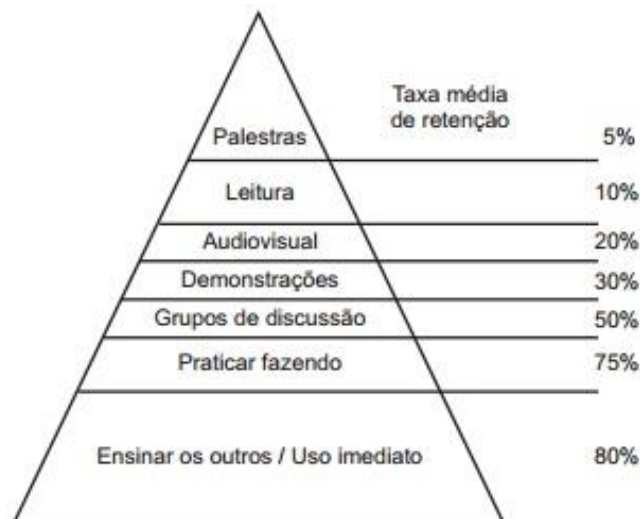 Taxa média
de retenção
Palestras 5%
Leitura 10%
Audiovisual 20%
Demonstrações 30%
Grupos de discussão 50%
Praticar fazendo 75%
Ensinar os outros / Uso imediato 80%